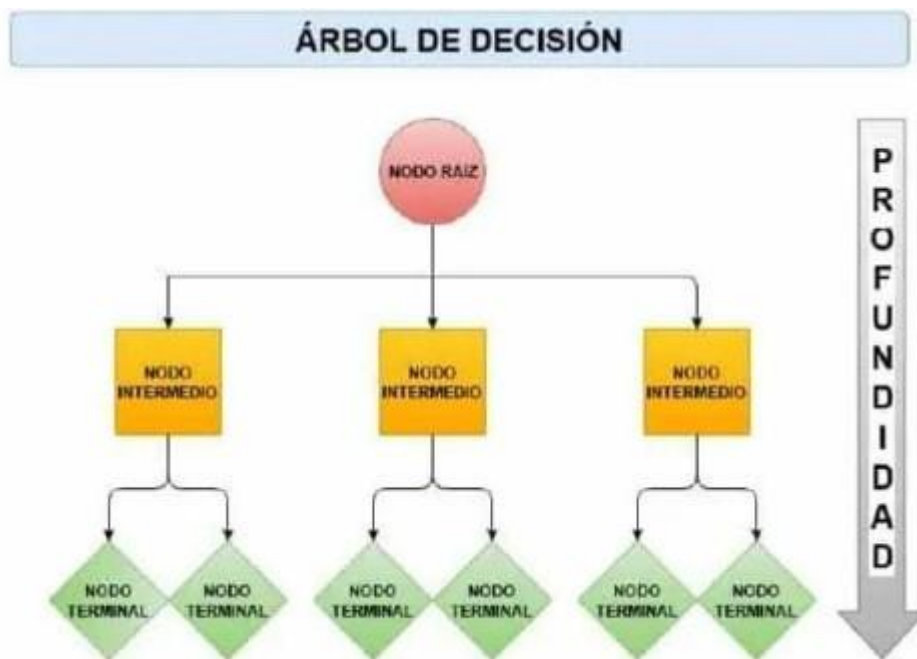 ÁRBOL DE DECISIÓN
NODO RAIZ
NODO
INTERMEDIO
NODO
INTERMEDIO
NODO
INTERMEDIO
NODO
TERMINAL
NODO
TERMINAL
NODO
TERMINAL
NODO
TERMINAL
NODO
TERMINAL
NODO
TERMINAL
PROFUNDIDAD